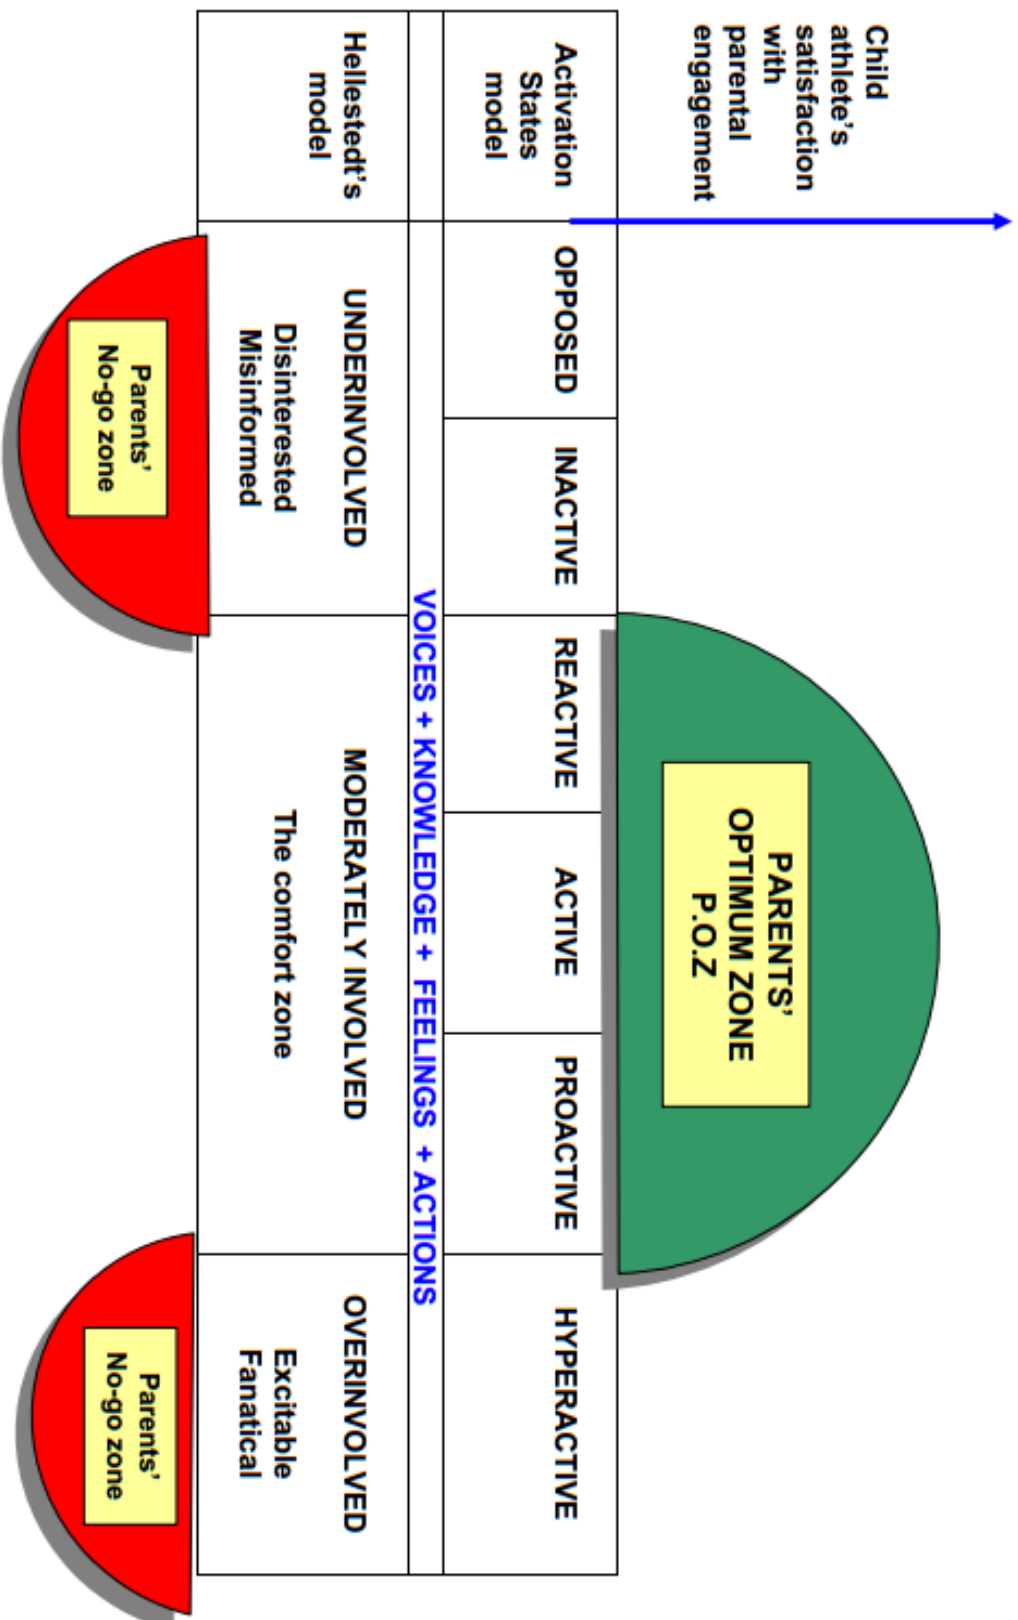 Child
athlete's
satisfaction
with
parental
engagement
PARENTS'
OPTIMUM ZONE
P.O.Z
Activation
States
model
OPPOSED
INACTIVE
REACTIVE
ACTIVE
PROACTIVE
HYPERACTIVE
VOICES + KNOWLEDGE + FEELINGS + ACTIONS
Hellestedt's
model
UNDERINVOLVED
Disinterested
Misinformed
MODERATELY INVOLVED
The comfort zone
OVERINVOLVED
Excitable
Fanatical
Parents'
No-go zone
Parents'
No-go zone